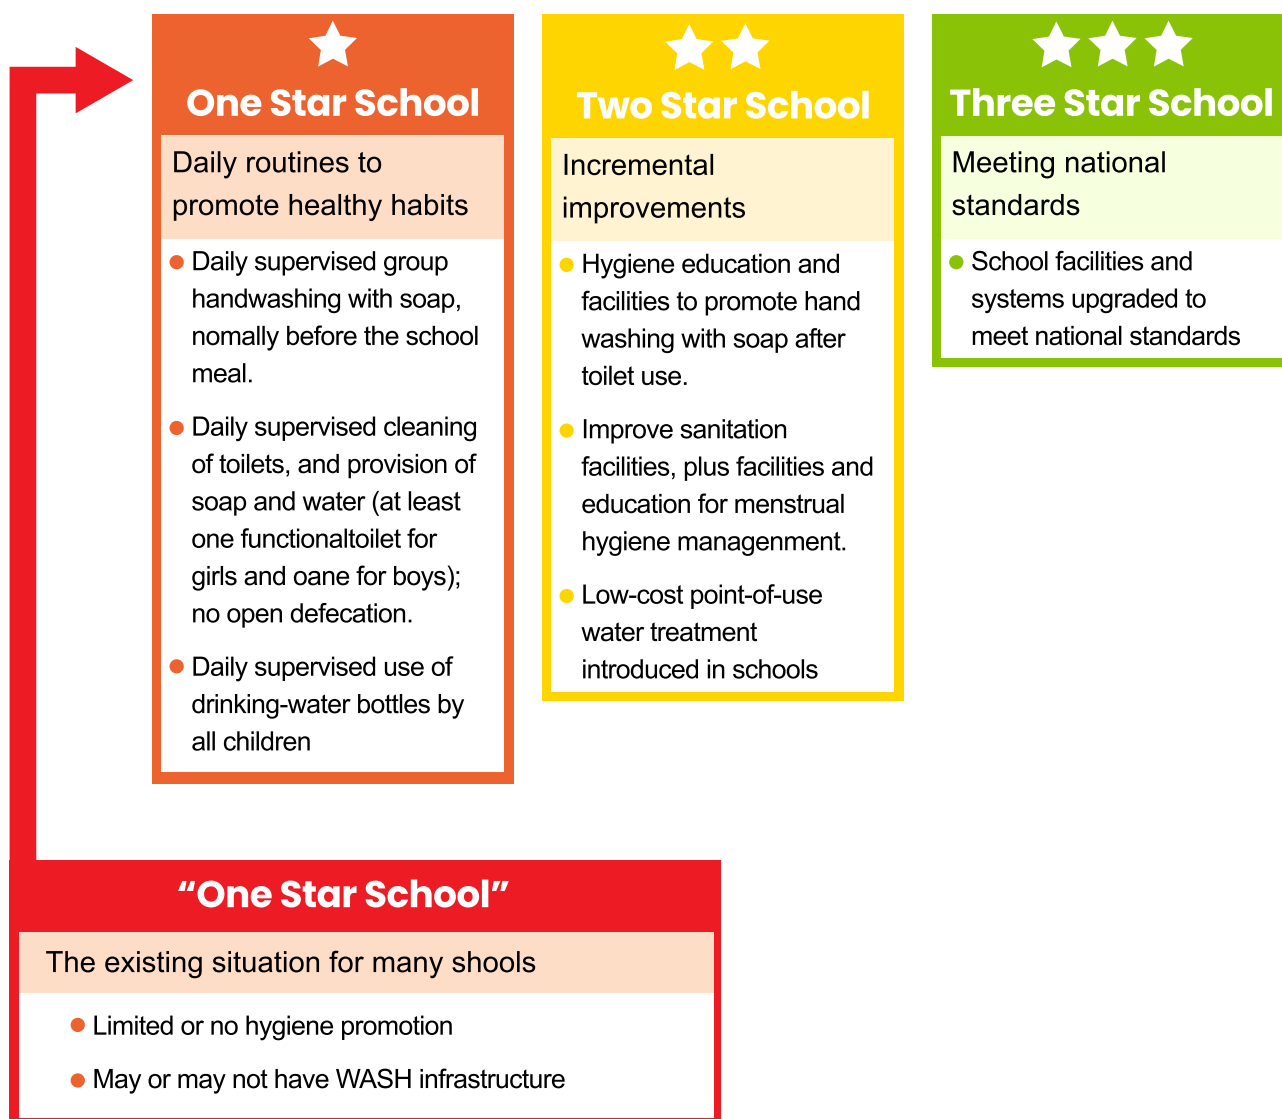 One Star School
Daily routines to
promote healthy habits
Daily supervised group
handwashing with soap,
nomally before the school
meal.
Daily supervised cleaning
of toilets, and provision of
soap and water (at least
one functionaltoilet for
girls and oane for boys);
no open defecation.
Daily supervised use of
drinking-water bottles by
all children
Two Star School
Incremental
improvements
Hygiene education and
facilities to promote hand
washing with soap after
toilet use.
Improve sanitation
facilities, plus facilities and
education for menstrual
hygiene managenment.
Low-cost point-of-use
water treatment
introduced in schools
Three Star School
Meeting national
standards
School facilities and
systems upgraded to
meet national standards
“One Star School”
The existing situation for many shools
Limited or no hygiene promotion
May or may not have WASH infrastructure